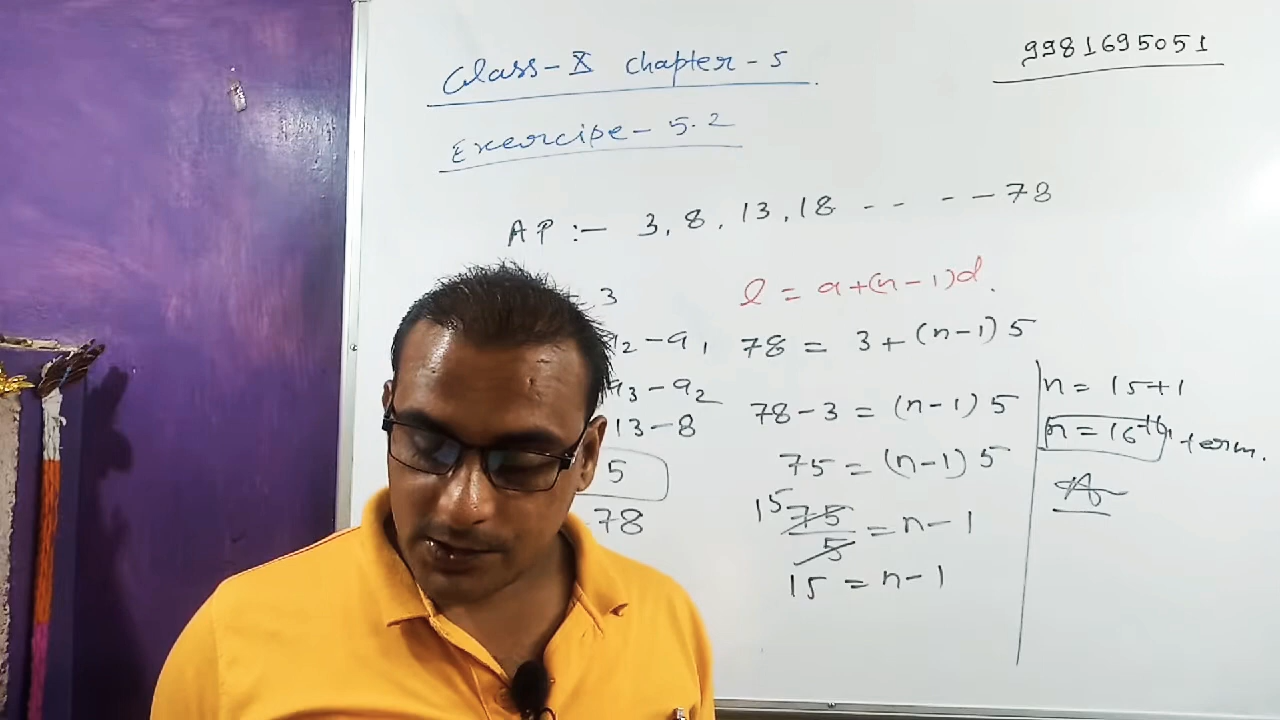 Class-X chapter-5
9981695051
Exercise-5.2
AP :- 3, 8, 13, 18 - - - - 78
= 3
a2 - a1
a3 - a2
13-8
5
-78
l = a+(n-1)d.
78 = 3+(n-1)5
78-3 = (n-1)5
75 = (n-1)5
15 75/5 = n-1
15 = n-1
n = 15+1
n = 16th term.